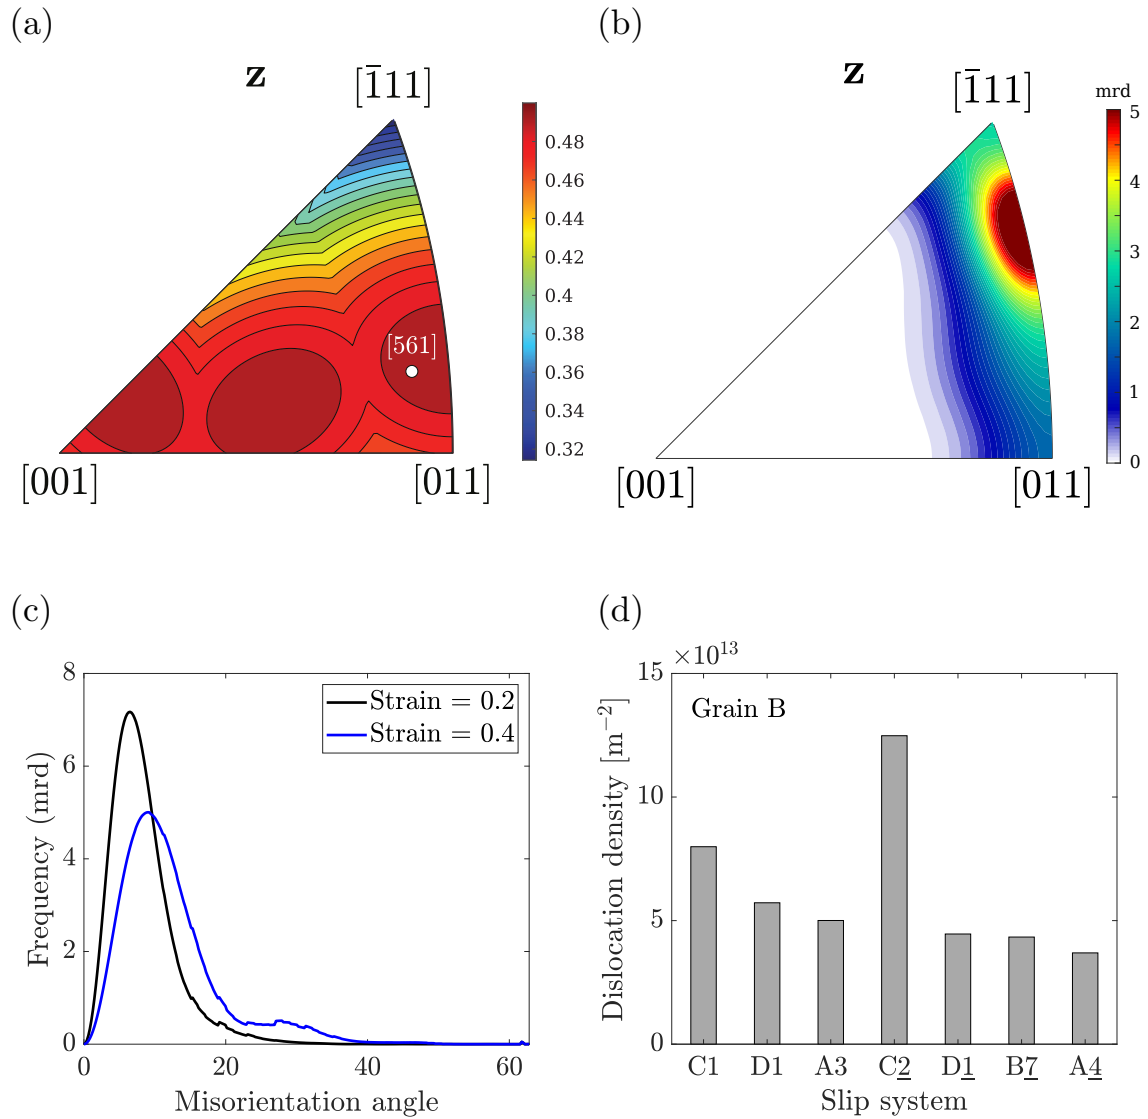 (a)
z
[1̄11]
0.48
0.46
0.44
0.42
0.4
0.38
0.36
0.34
0.32
[561]
[001]
[011]
(b)
z
[1̄11]
mrd
5
4
3
2
1
0
[001]
[011]
(c)
8
6
4
2
0
Frequency (mrd)
Strain = 0.2
Strain = 0.4
0 20 40 60
Misorientation angle
(d)
×10¹³
15
10
5
0
Dislocation density [m⁻²]
Grain B
C1 D1 A3 C2̲ D1̲ B7̲ A4̲
Slip system